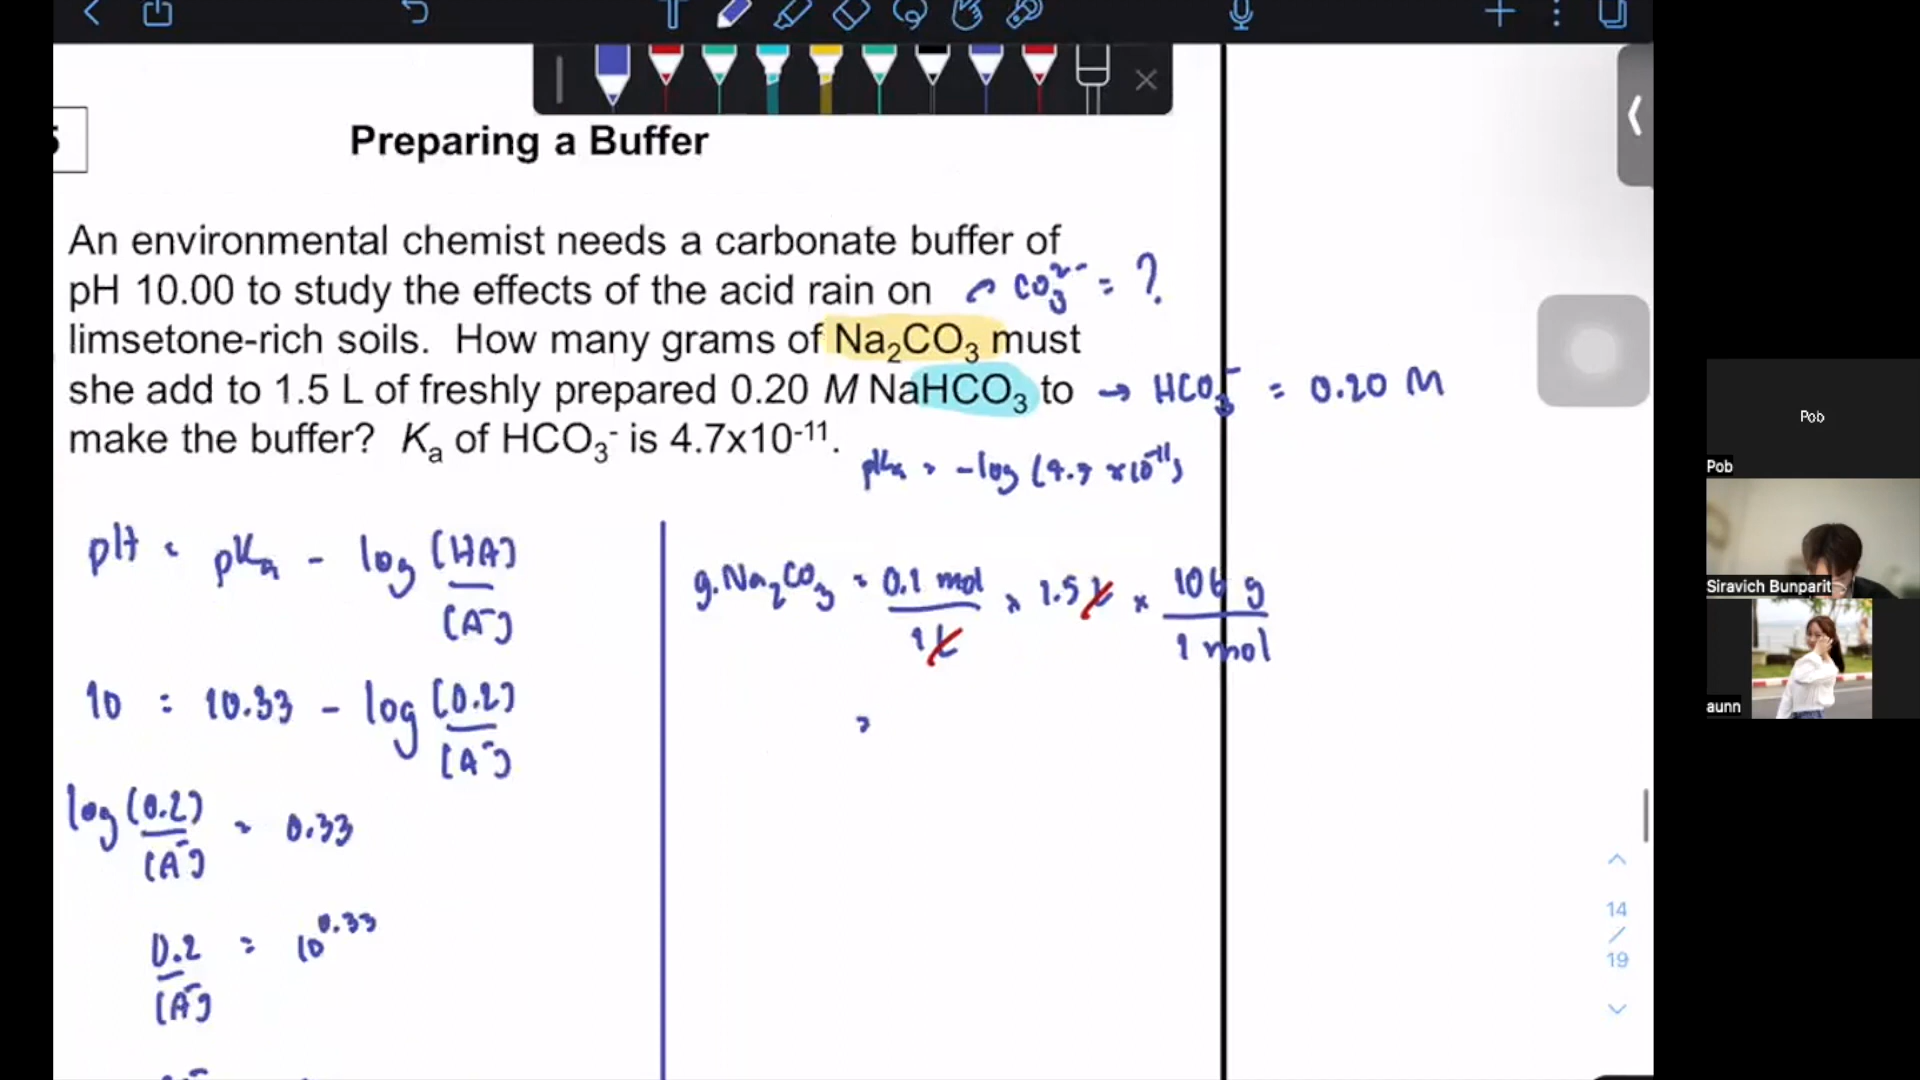 5
Preparing a Buffer
An environmental chemist needs a carbonate buffer of
pH 10.00 to study the effects of the acid rain on
CO₃²⁻ = ?
limsetone-rich soils. How many grams of Na₂CO₃ must
she add to 1.5 L of freshly prepared 0.20 M NaHCO₃ to
→ HCO₃⁻ = 0.20 M
make the buffer? Kₐ of HCO₃⁻ is 4.7x10⁻¹¹.
pKa = -log (4.7 x10⁻¹¹)
pH = pKa - log [HA]/[A⁻]
10 = 10.33 - log [0.2]/[A⁻]
log (0.2)/[A⁻] = 0.33
0.2/[A⁻] = 10^0.33
g.Na₂CO₃ = 0.1 mol/1 L x 1.5 L x 106 g/1 mol
=
14
/
19
Pob
Pob
Siravich Bunparit
aunn